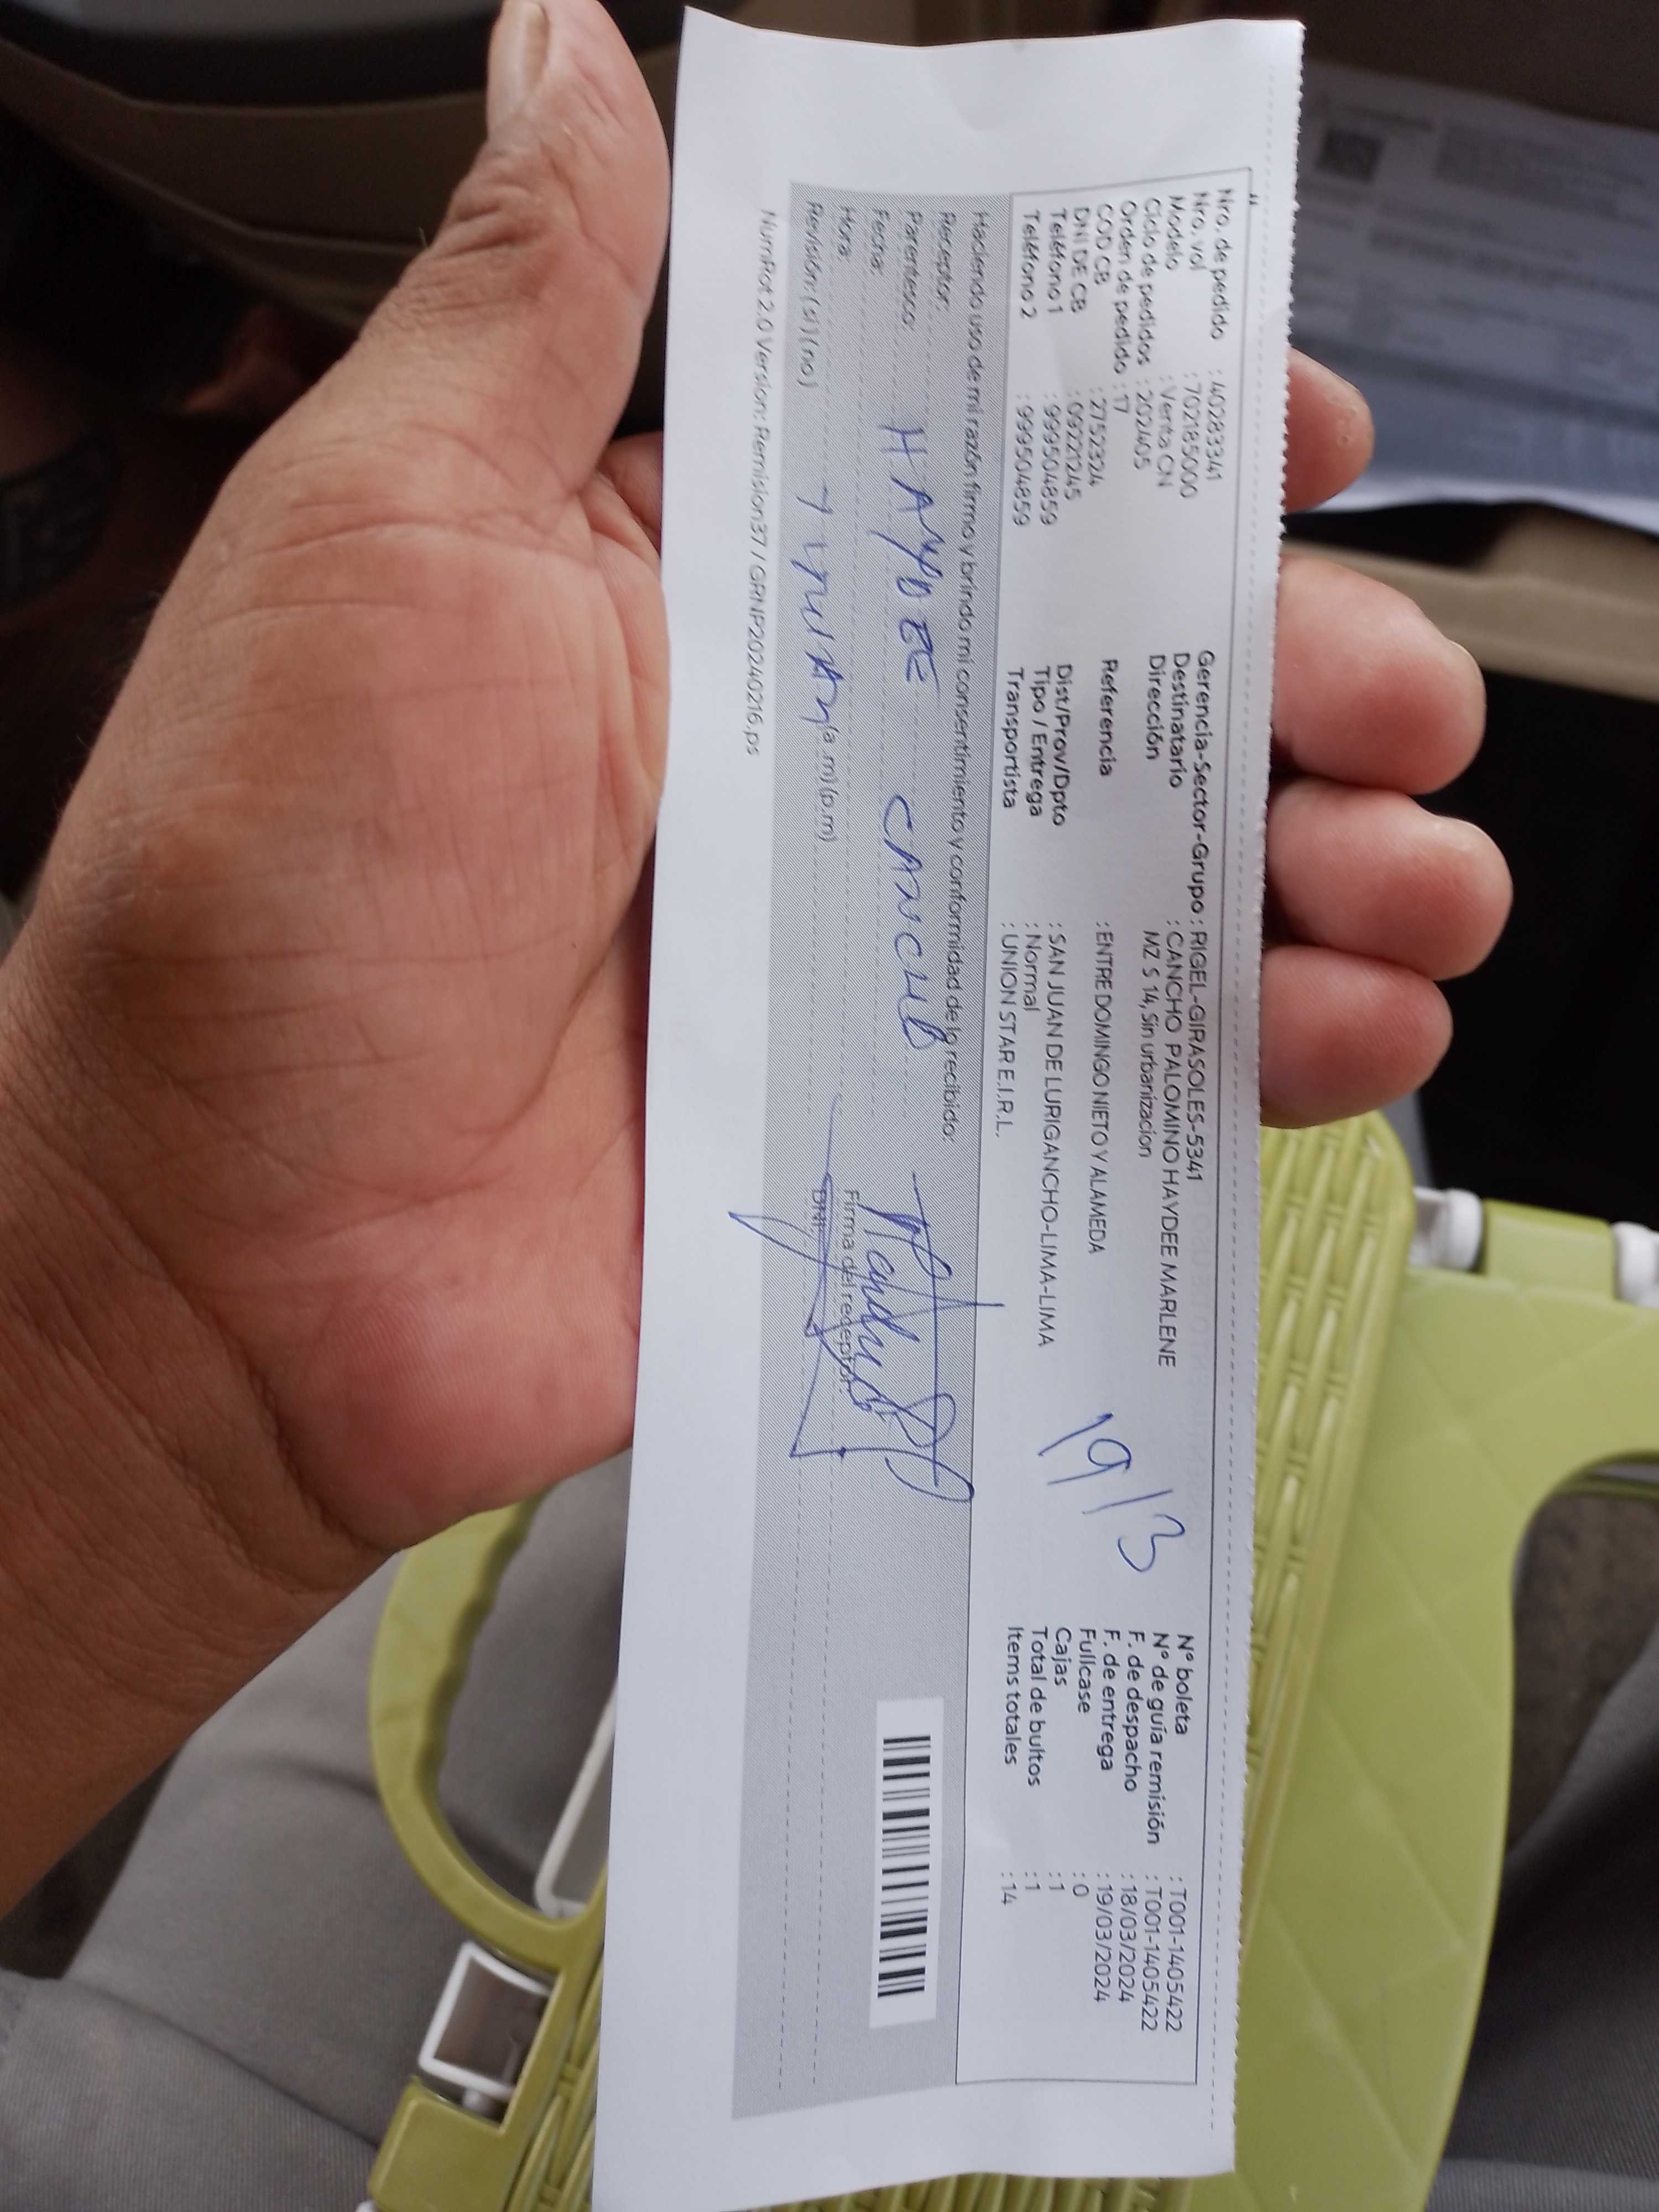 Nro. de pedido : 40283341
Nro. vol : 702185000
Modelo : Venta CN
Ciclo de pedidos : 202405
Orden de pedido : 17
COD CB : 2752324
DNI DE CB : 09221245
Teléfono 1 : 999504859
Teléfono 2 : 999504859
Gerencia-Sector-Grupo : RIGEL-GIRASOLES-5341
Destinatario : CANCHO PALOMINO HAYDEE MARLENE
Dirección MZ S 14, Sin urbanizacion
Referencia : ENTRE DOMINGO NIETO Y ALAMEDA
Dist/Prov/Dpto : SAN JUAN DE LURIGANCHO-LIMA-LIMA
Tipo / Entrega : Normal
Transportista : UNION STAR E.I.R.L.
19/3
N° boleta : T001-1405422
N° de guía remisión : T001-1405422
F. de despacho : 18/03/2024
F. de entrega : 19/03/2024
Fullcase : 0
Cajas : 1
Total de bultos : 1
Items totales : 14
Haciendo uso de mi razón firmo y brindo mi consentimiento y conformidad de lo recibido:
Receptor:
Parentesco: HAYDEE CANCHO
Fecha:
Hora: (a.m)(p.m)
Revisión: (si)(no)
Firma del receptor:
DNI:
NumRot 2.0 Version: Remision37 / GRNP20240216.ps